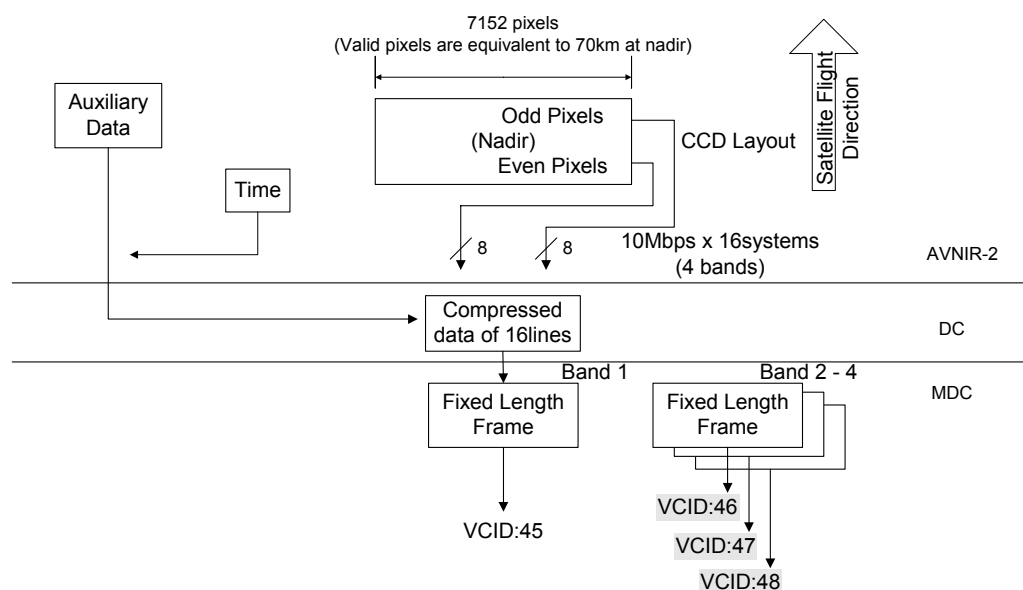 7152 pixels
(Valid pixels are equivalent to 70km at nadir)
Auxiliary
Data
Odd Pixels
(Nadir)
Even Pixels
CCD Layout
Satellite Flight
Direction
Time
8
8
10Mbps x 16systems
(4 bands)
AVNIR-2
Compressed
data of 16lines
DC
Band 1
Band 2 - 4
MDC
Fixed Length
Frame
Fixed Length
Frame
VCID:45
VCID:46
VCID:47
VCID:48